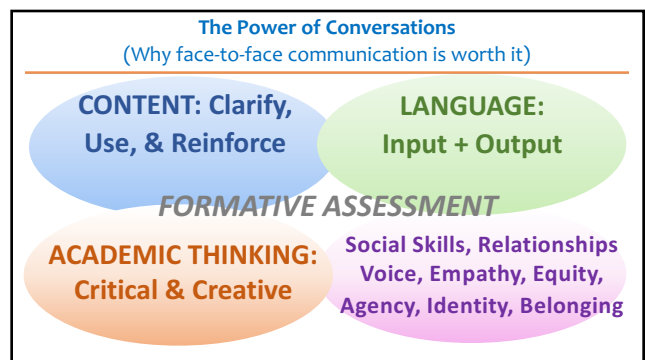 The Power of Conversations
(Why face-to-face communication is worth it)
CONTENT: Clarify,
Use, & Reinforce
LANGUAGE:
Input + Output
FORMATIVE ASSESSMENT
ACADEMIC THINKING:
Critical & Creative
Social Skills, Relationships
Voice, Empathy, Equity,
Agency, Identity, Belonging